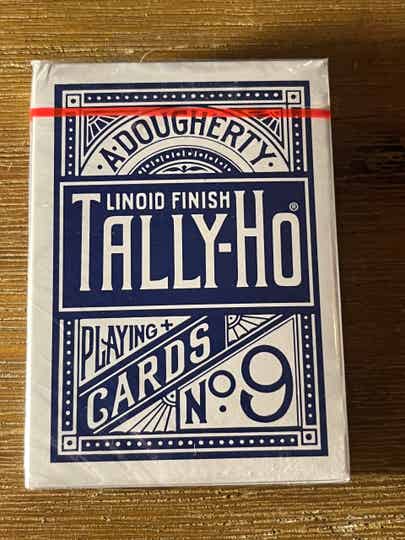 ·A·DOUGHERTY·
LINOID FINISH
TALLY-HO®
PLAYING +
CARDS
No. 9